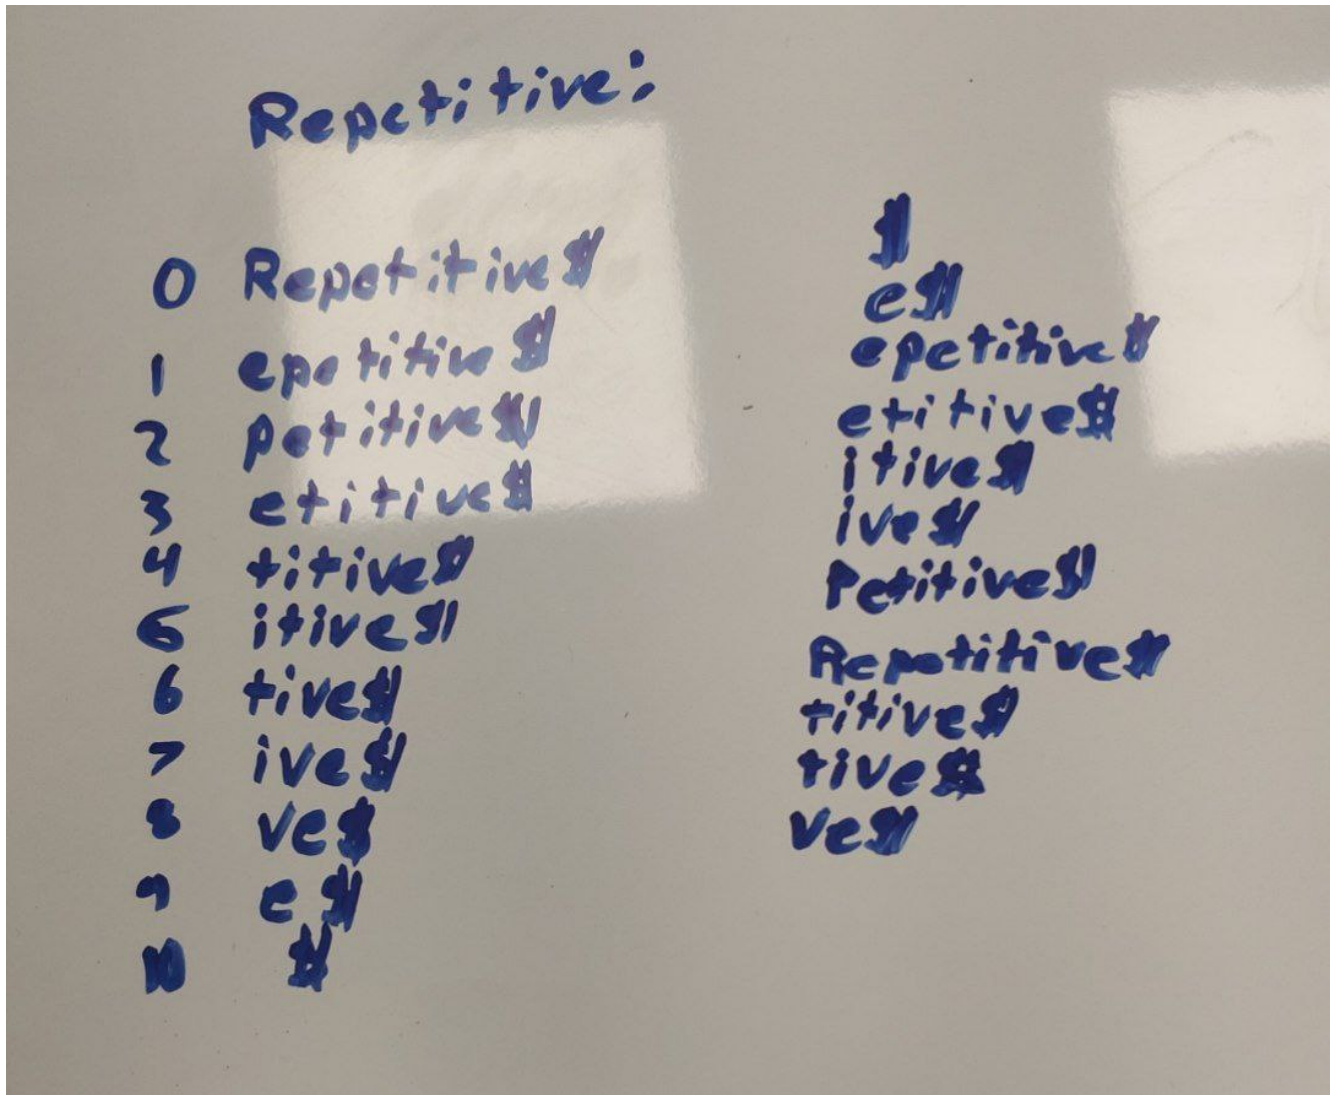 Repetitive:
0 Repetitive$
1 epetitive$
2 petitive$
3 etitive$
4 titive$
5 itive$
6 tive$
7 ive$
8 ve$
9 e$
10 $
$
e$
epetitive$
etitive$
itive$
ive$
Petitive$
Repetitive$
titive$
tive$
ve$